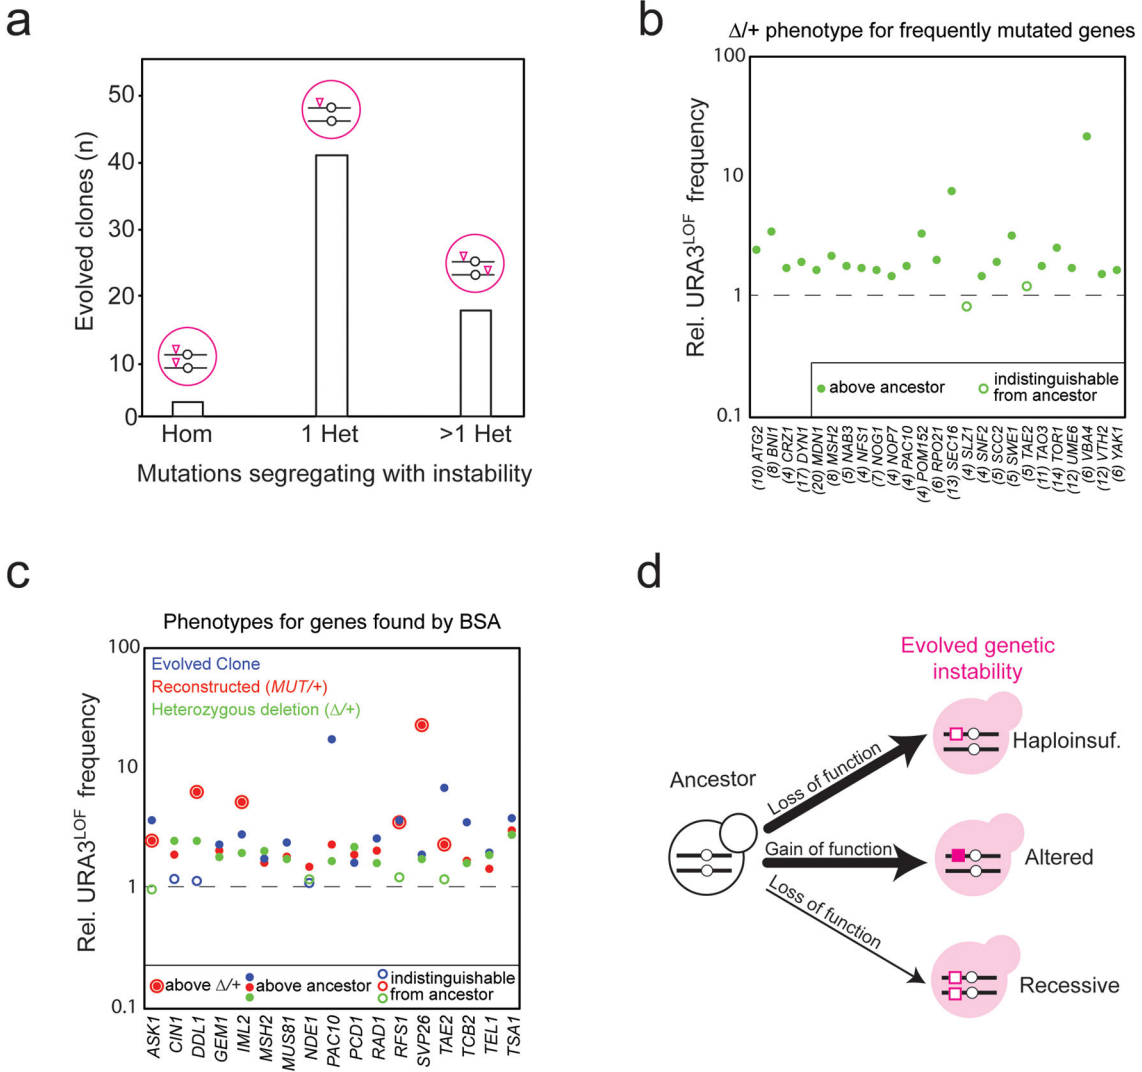 a
Evolved clones (n)
50
40
30
20
10
0
Hom
1 Het
>1 Het
Mutations segregating with instability
b
Δ/+ phenotype for frequently mutated genes
Rel. URA3LOF frequency
100
10
1
0.1
above ancestor
indistinguishable
from ancestor
(10) ATG2
(8) BNI1
(4) CRZ1
(17) DYN1
(20) MDN1
(8) MSH2
(5) NAB3
(4) NFS1
(7) NOG1
(4) NOP7
(4) PAC10
(4) POM152
(6) RPO21
(13) SEC16
(4) SLZ1
(4) SNF2
(5) SCC2
(5) SWE1
(5) TAE2
(11) TAO3
(14) TOR1
(12) UME6
(6) VBA4
(12) VTH2
(6) YAK1
c
Phenotypes for genes found by BSA
Rel. URA3LOF frequency
100
10
1
0.1
Evolved Clone
Reconstructed (MUT/+)
Heterozygous deletion (Δ/+)
above Δ/+
above ancestor
indistinguishable
from ancestor
ASK1
CIN1
DDL1
GEM1
IML2
MSH2
MUS81
NDE1
PAC10
PCD1
RAD1
RFS1
SVP26
TAE2
TCB2
TEL1
TSA1
d
Evolved genetic
instability
Ancestor
Loss of function
Haploinsuf.
Gain of function
Altered
Loss of function
Recessive